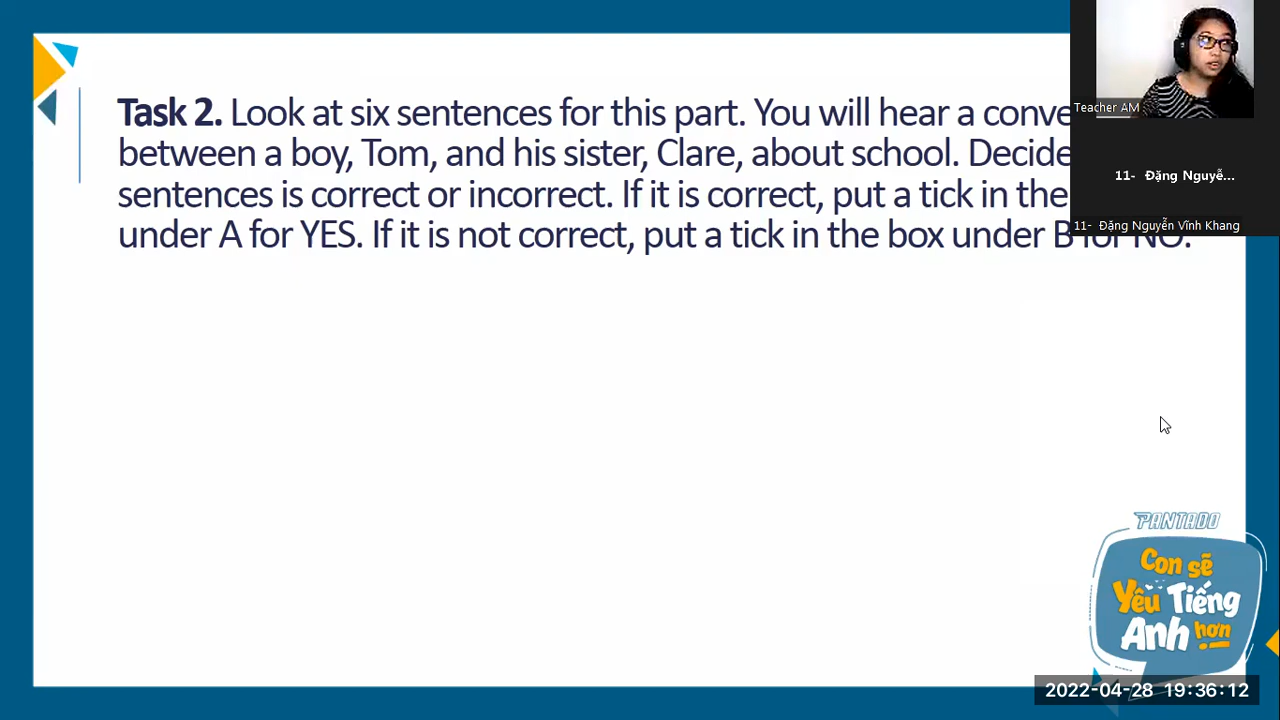 Task 2. Look at six sentences for this part. You will hear a conve
between a boy, Tom, and his sister, Clare, about school. Decide
sentences is correct or incorrect. If it is correct, put a tick in the
under A for YES. If it is not correct, put a tick in the box under B for NO.
Teacher AM
11- Đặng Nguyễ...
11- Đặng Nguyễn Vĩnh Khang
PANTADO
Con sẽ
Yêu Tiếng
Anh hơn
2022-04-28 19:36:12